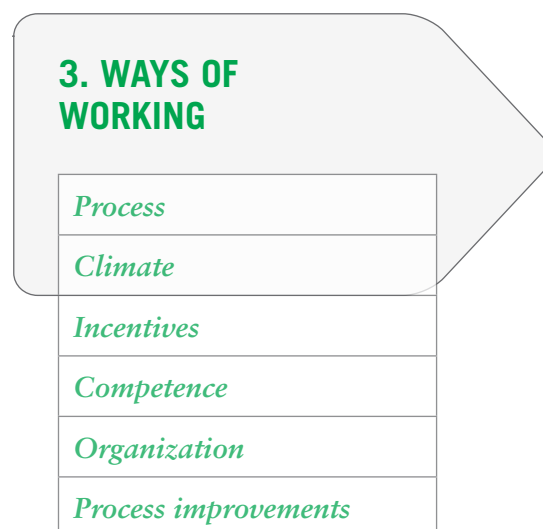 3. WAYS OF
WORKING
Process
Climate
Incentives
Competence
Organization
Process improvements